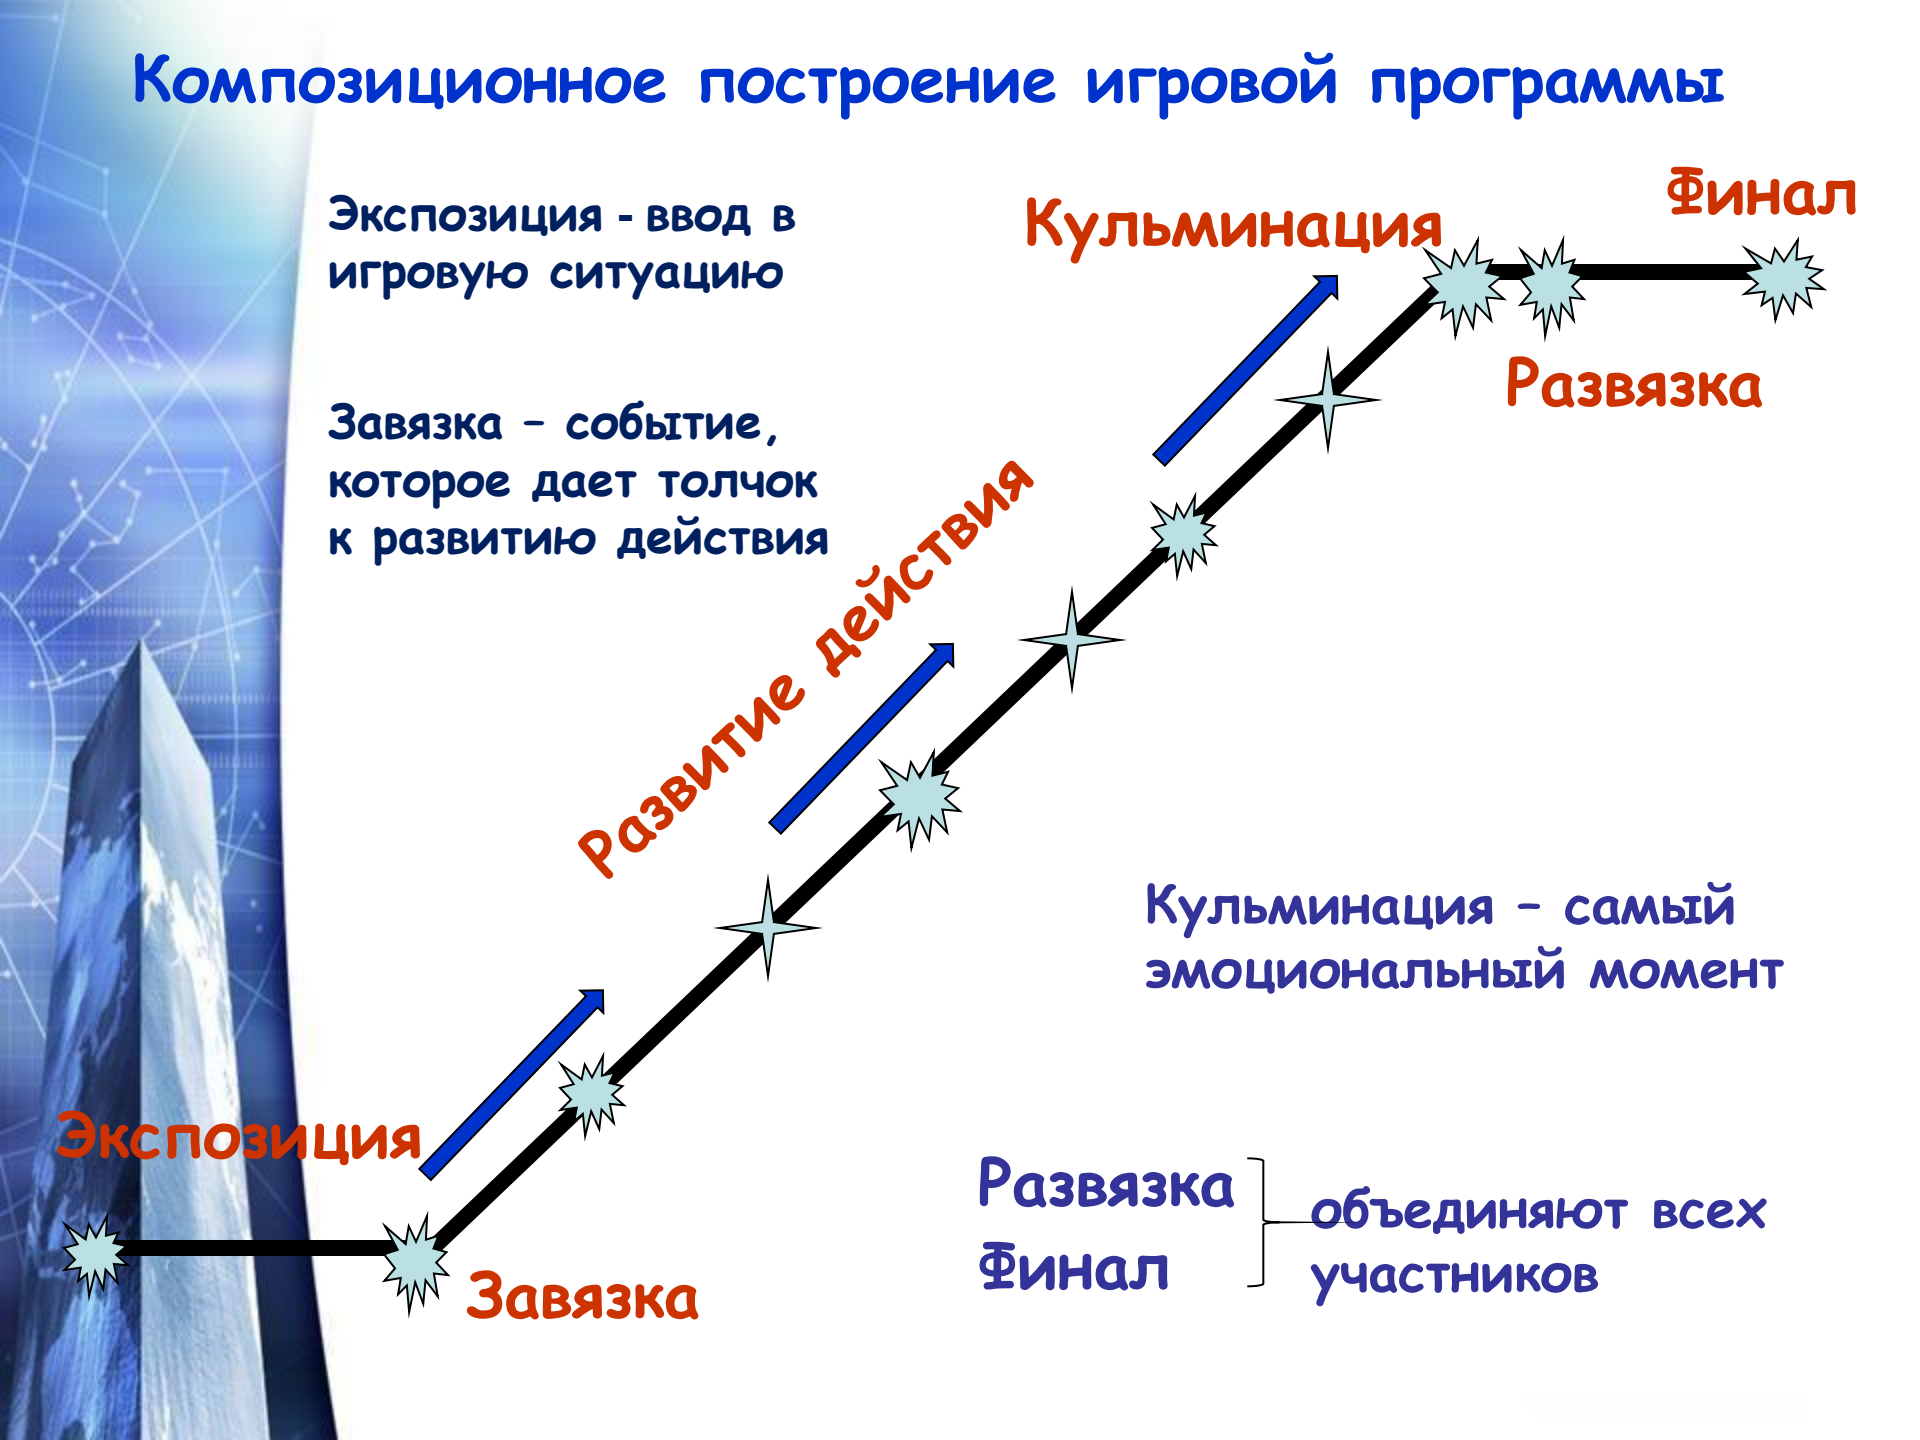 Композиционное построение игровой программы
Экспозиция - ввод в
игровую ситуацию
Завязка – событие,
которое дает толчок
к развитию действия
Кульминация
Финал
Развязка
Развитие действия
Кульминация – самый
эмоциональный момент
Экспозиция
Завязка
Развязка
Финал
объединяют всех
участников